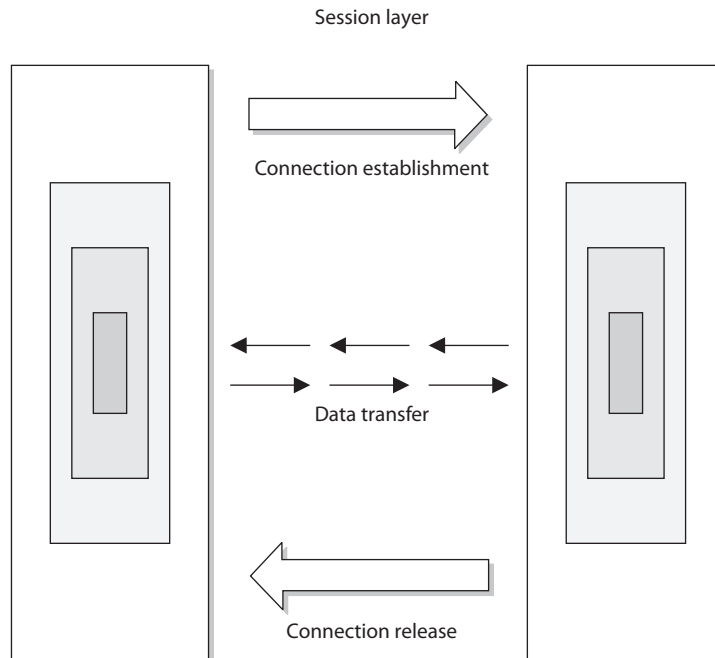 Session layer
Connection establishment
Data transfer
Connection release